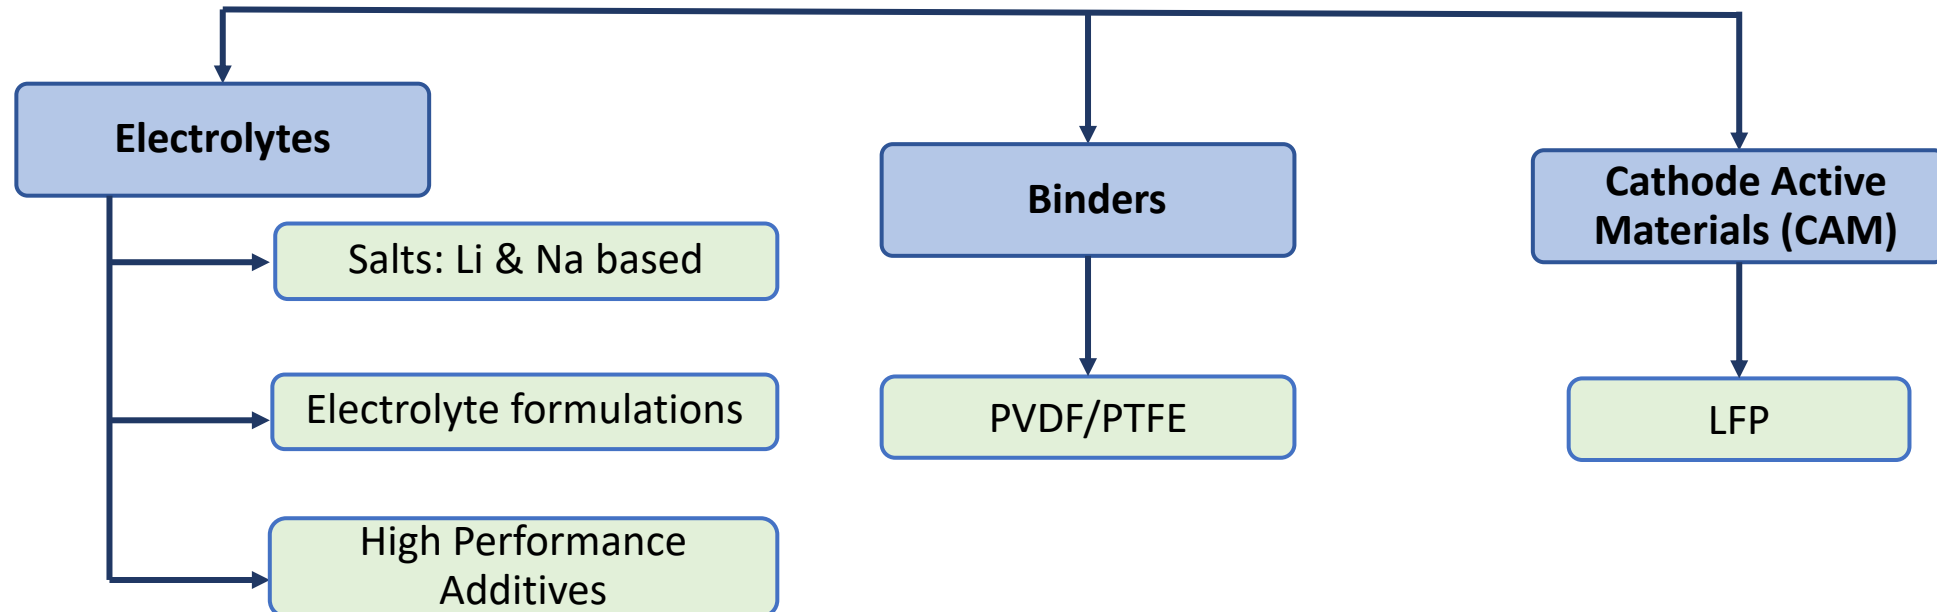 Electrolytes
Salts: Li & Na based
Electrolyte formulations
High Performance
Additives
Binders
PVDF/PTFE
Cathode Active
Materials (CAM)
LFP